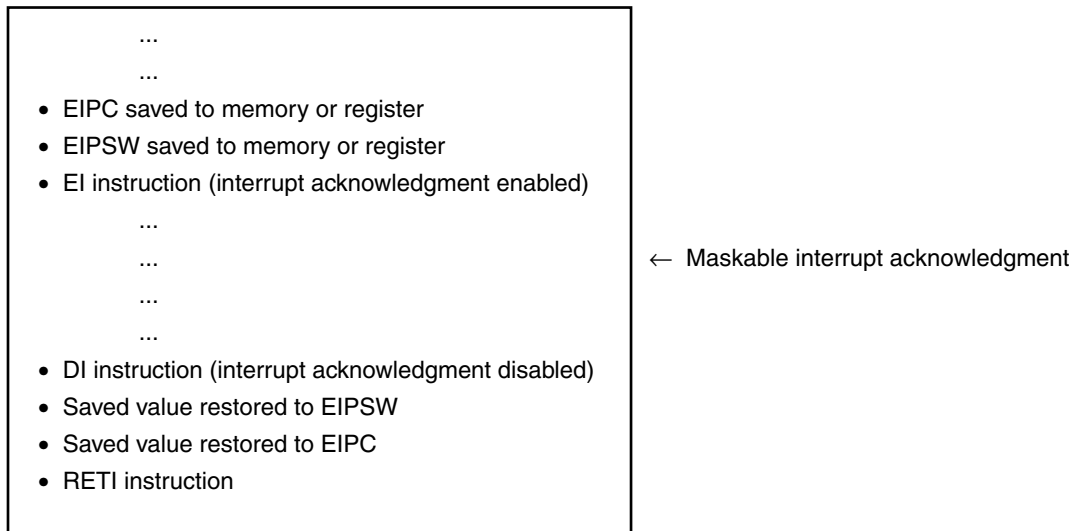 ...
...
• EIPC saved to memory or register
• EIPSW saved to memory or register
• EI instruction (interrupt acknowledgment enabled)
...
...
← Maskable interrupt acknowledgment
...
...
• DI instruction (interrupt acknowledgment disabled)
• Saved value restored to EIPSW
• Saved value restored to EIPC
• RETI instruction